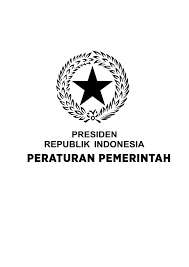 PRESIDEN
REPUBLIK INDONESIA
PERATURAN PEMERINTAH